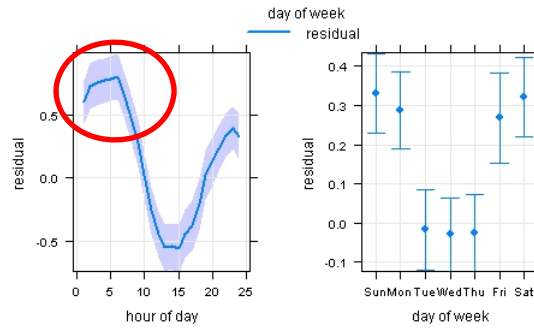 day of week
residual
residual
0.5
0.0
-0.5
0 5 10 15 20 25
hour of day
residual
0.4
0.3
0.2
0.1
0.0
-0.1
Sun Mon Tue Wed Thu Fri Sat
day of week